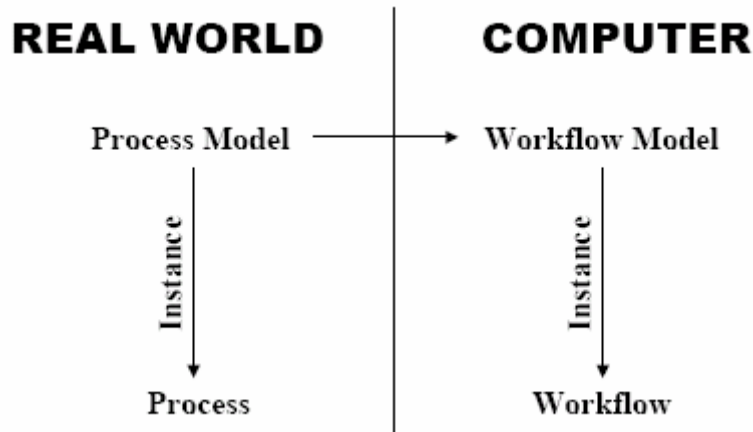 REAL WORLD
COMPUTER
Process Model
Workflow Model
Instance
Instance
Process
Workflow